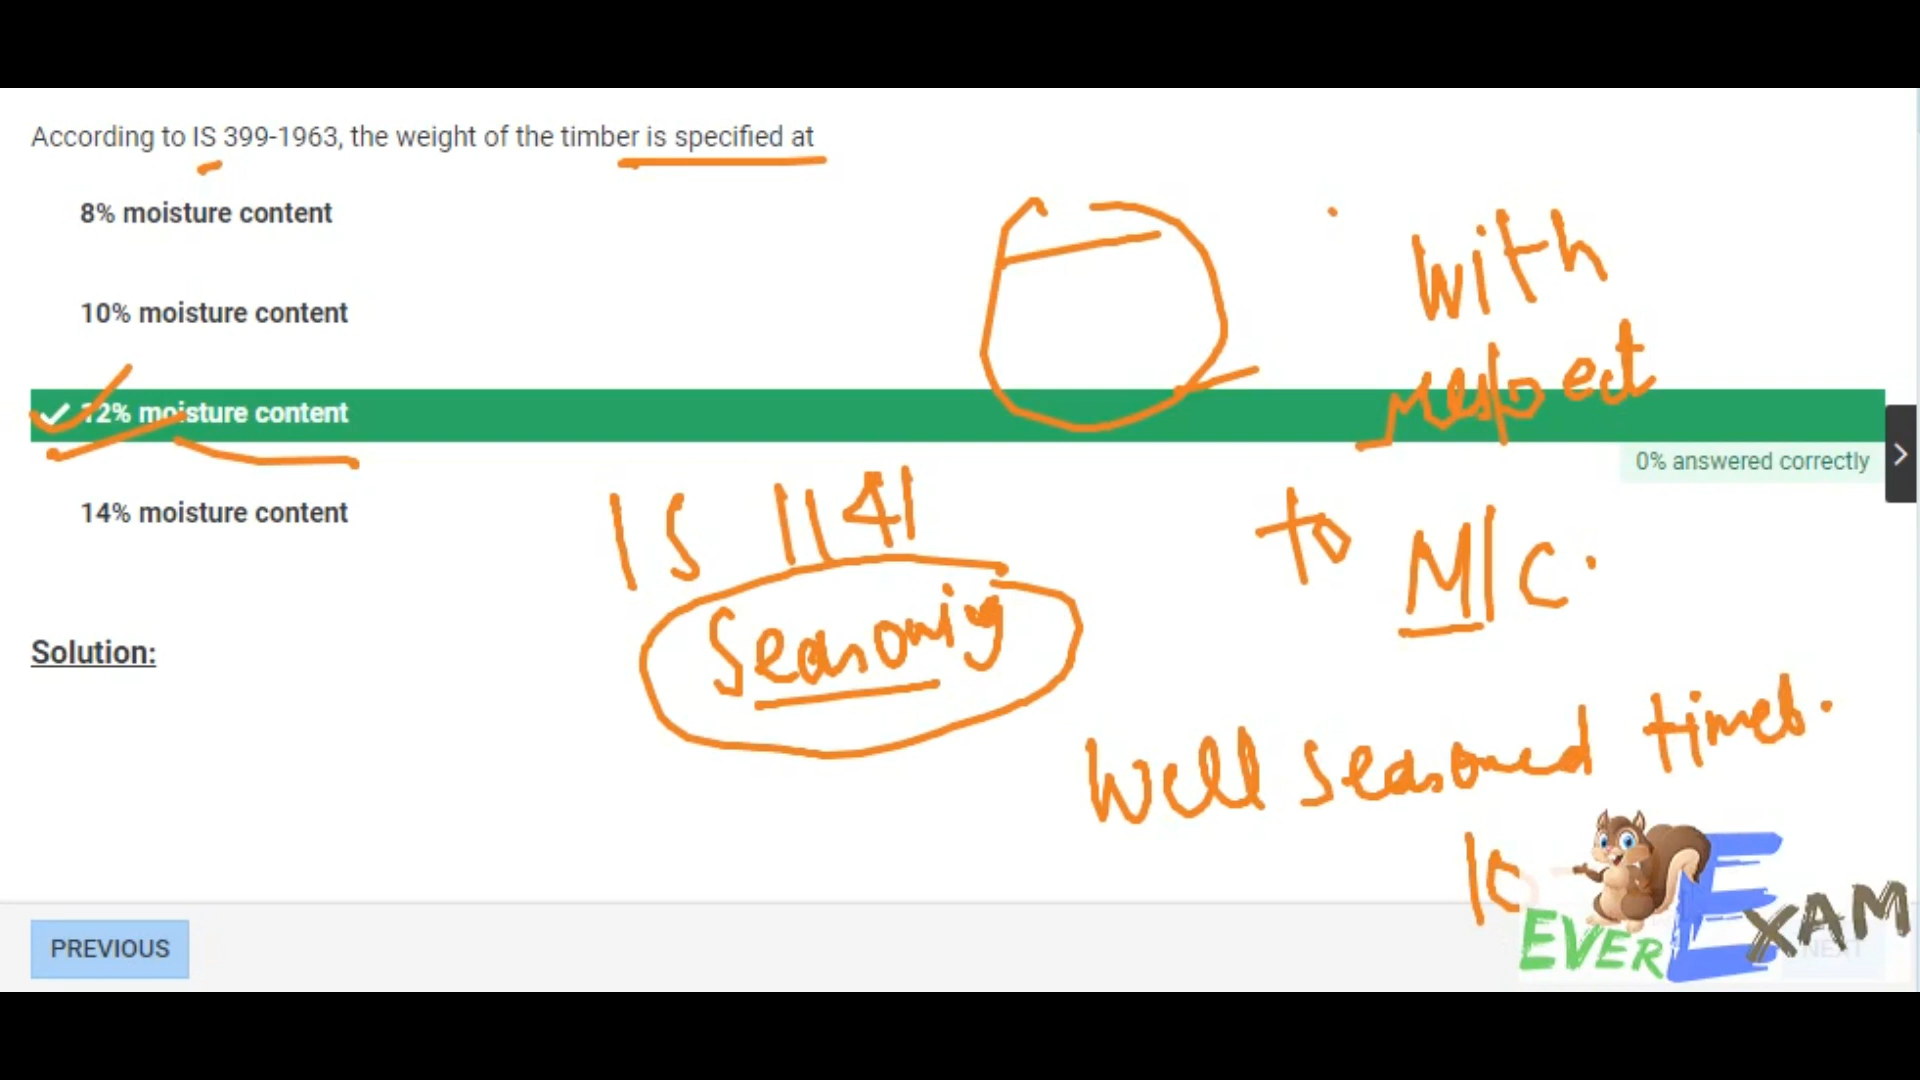 According to IS 399-1963, the weight of the timber is specified at
8% moisture content
10% moisture content
12% moisture content
0% answered correctly
14% moisture content
with
respect
to M/C.
IS 1141
Seasoning
Solution:
Well seasoned
10
PREVIOUS
NEXT
EVER EXAM